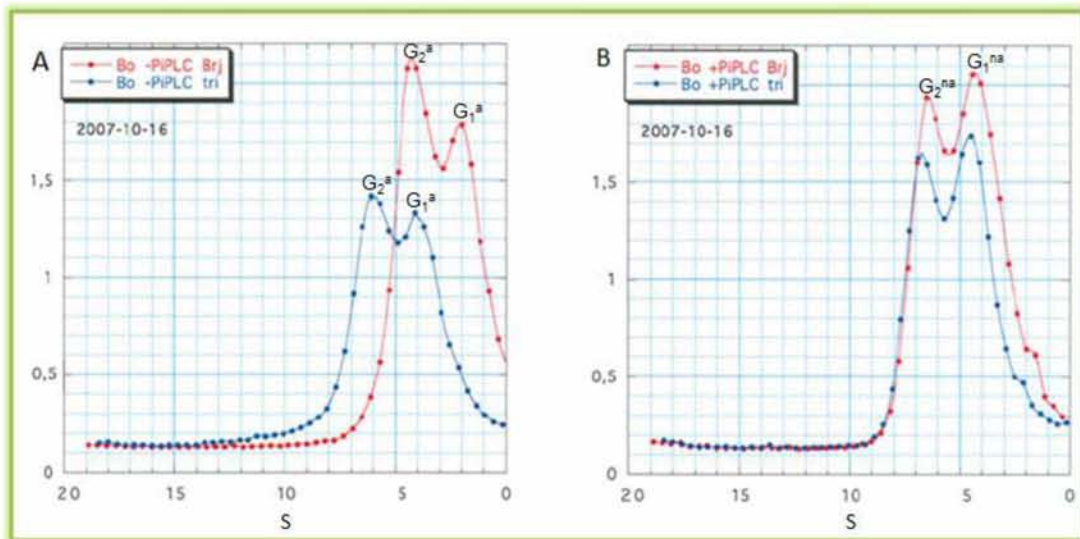 A
Bo -PiPLC Brj
Bo -PiPLC tri
2007-10-16
G₂ᵃ
G₁ᵃ
G₂ᵃ
G₁ᵃ
1,5
1
0,5
0
20
15
10
5
0
S
B
Bo +PiPLC Brj
Bo +PiPLC tri
2007-10-16
G₂ⁿᵃ
G₁ⁿᵃ
1,5
1
0,5
0
20
15
10
5
0
S